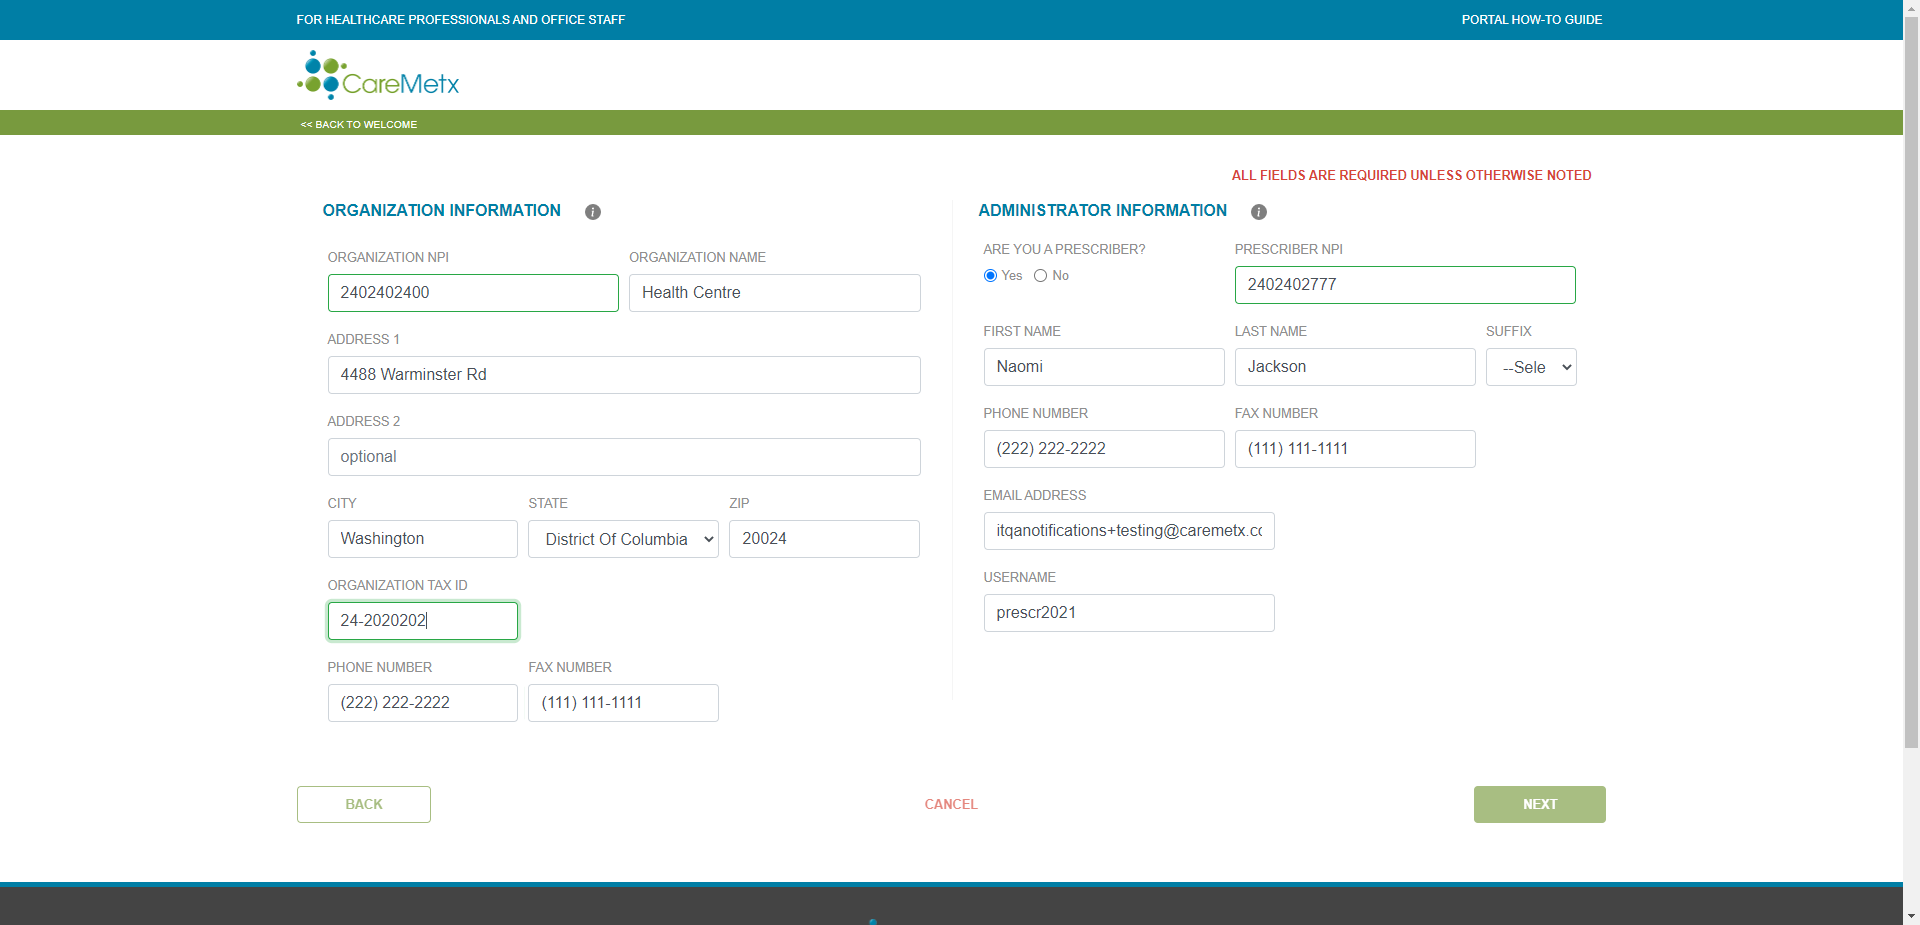 FOR HEALTHCARE PROFESSIONALS AND OFFICE STAFF
PORTAL HOW-TO GUIDE
CareMetx
<< BACK TO WELCOME
ALL FIELDS ARE REQUIRED UNLESS OTHERWISE NOTED
ORGANIZATION INFORMATION
i
ORGANIZATION NPI
ORGANIZATION NAME
2402402400
Health Centre
ADDRESS 1
4488 Warminster Rd
ADDRESS 2
optional
CITY
STATE
ZIP
Washington
District Of Columbia
20024
ORGANIZATION TAX ID
24-2020202
PHONE NUMBER
FAX NUMBER
(222) 222-2222
(111) 111-1111
ADMINISTRATOR INFORMATION
i
ARE YOU A PRESCRIBER?
PRESCRIBER NPI
Yes
No
2402402777
FIRST NAME
LAST NAME
SUFFIX
Naomi
Jackson
--Sele
PHONE NUMBER
FAX NUMBER
(222) 222-2222
(111) 111-1111
EMAIL ADDRESS
itqanotifications+testing@caremetx.cc
USERNAME
prescr2021
BACK
CANCEL
NEXT